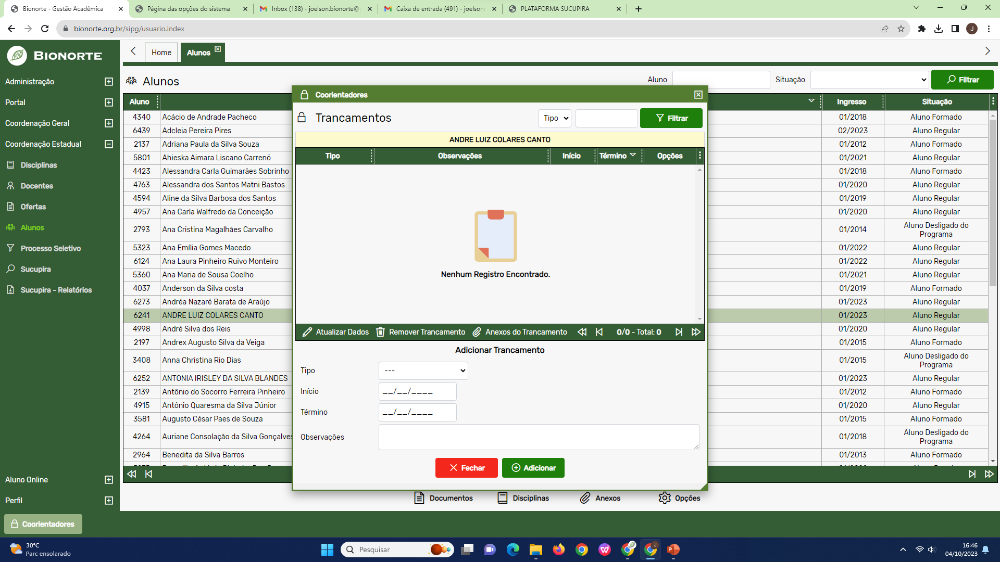 Bionorte - Gestão Acadêmica
Página das opções do sistema
Inbox (138) - joelson.bionorte@
Caixa de entrada (491) - joelson
PLATAFORMA SUCUPIRA
bionorte.org.br/sipg/usuario.index
J
BIONORTE
Administração
Portal
Coordenação Geral
Coordenação Estadual
Disciplinas
Docentes
Ofertas
Alunos
Processo Seletivo
Sucupira
Sucupira - Relatórios
Aluno Online
Perfil
Coorientadores
Home
Alunos
Alunos
Aluno
Situação
Filtrar
Aluno
Ingresso
Situação
4340 Acácio de Andrade Pacheco 01/2018 Aluno Formado
6439 Adcleia Pereira Pires 02/2023 Aluno Regular
2137 Adriana Paula da Silva Souza 01/2012 Aluno Formado
5801 Ahieska Aimara Liscano Carrenõ 01/2021 Aluno Regular
4423 Alessandra Carla Guimarães Sobrinho 01/2018 Aluno Formado
4763 Alessandra dos Santos Matni Bastos 01/2020 Aluno Regular
4594 Aline da Silva Barbosa dos Santos 01/2019 Aluno Regular
4957 Ana Carla Walfredo da Conceição 01/2020 Aluno Regular
2793 Ana Cristina Magalhães Carvalho 01/2014 Aluno Desligado do
Programa
5323 Ana Emília Gomes Macedo 01/2022 Aluno Regular
6124 Ana Laura Pinheiro Ruivo Monteiro 01/2022 Aluno Regular
5360 Ana Maria de Sousa Coelho 01/2021 Aluno Regular
4037 Anderson da Silva costa 01/2019 Aluno Formado
6273 Andréa Nazaré Barata de Araújo 01/2023 Aluno Regular
6241 ANDRE LUIZ COLARES CANTO 01/2023 Aluno Regular
4998 André Silva dos Reis 01/2020 Aluno Regular
2197 Andrex Augusto Silva da Veiga 01/2015 Aluno Formado
3408 Anna Christina Rio Dias 01/2015 Aluno Desligado do
Programa
6252 ANTONIA IRISLEY DA SILVA BLANDES 01/2023 Aluno Regular
2139 Antônio do Socorro Ferreira Pinheiro 01/2012 Aluno Formado
4915 Antônio Quaresma da Silva Júnior 01/2020 Aluno Regular
3581 Augusto César Paes de Souza 01/2015 Aluno Formado
4264 Auriane Consolação da Silva Gonçalves 01/2018 Aluno Desligado do
Programa
2964 Benedita da Silva Barros 01/2013 Aluno Formado
Documentos
Disciplinas
Anexos
Opções
Coorientadores
Trancamentos
Tipo
Filtrar
ANDRE LUIZ COLARES CANTO
Tipo
Observações
Início
Término
Opções
Nenhum Registro Encontrado.
Atualizar Dados
Remover Trancamento
Anexos do Trancamento
0/0 - Total: 0
Adicionar Trancamento
Tipo
---
Início
__/__/____
Término
__/__/____
Observações
Fechar
Adicionar
30°C
Parc ensolarado
Pesquisar
16:46
04/10/2023